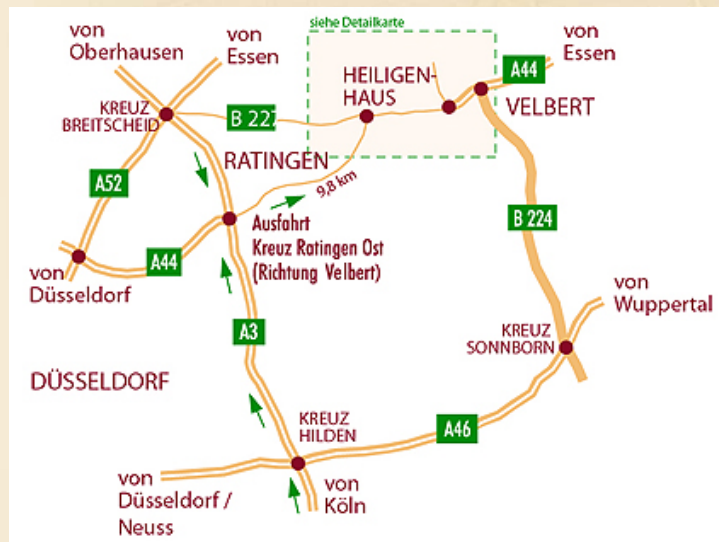 siehe Detailkarte
von
Oberhausen
von
Essen
von
Essen
A44
HEILIGEN-
HAUS
VELBERT
KREUZ
BREITSCHEID
B 227
RATINGEN
A52
9,8 km
Ausfahrt
Kreuz Ratingen Ost
(Richtung Velbert)
B 224
A44
von
Düsseldorf
von
Wuppertal
A3
KREUZ
SONNBORN
DÜSSELDORF
KREUZ
HILDEN
A46
von
Düsseldorf /
Neuss
von
Köln